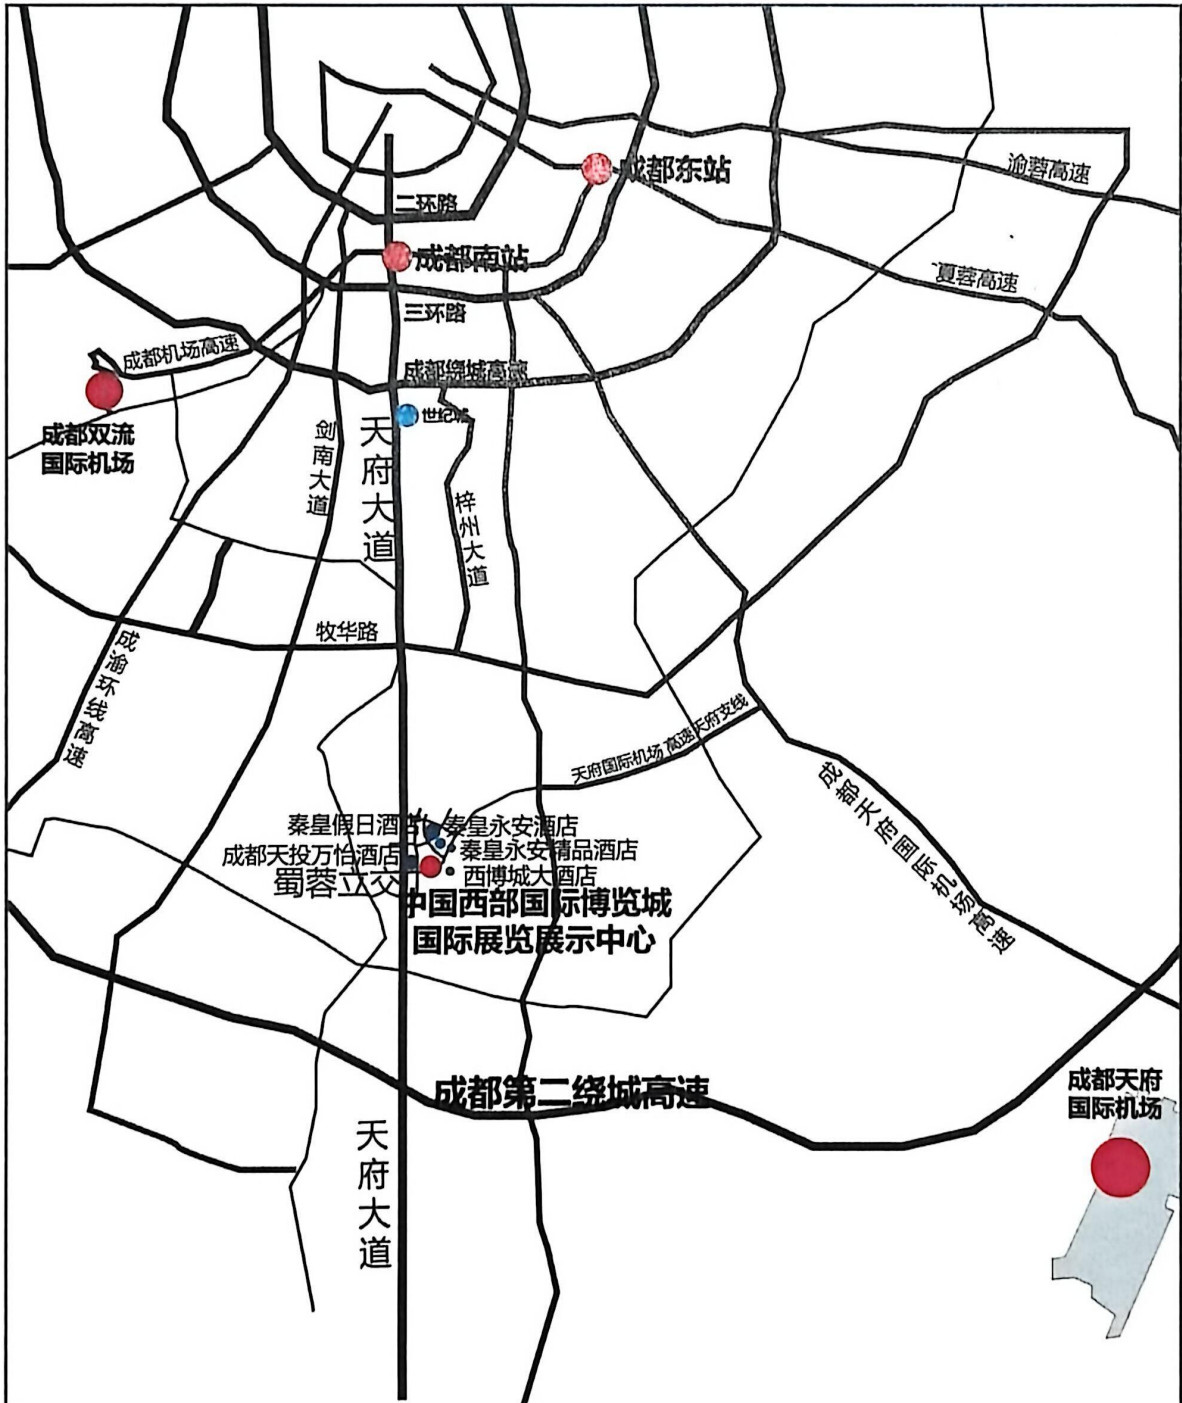 成都东站
渝蓉高速
二环路
成都南站
夏蓉高速
三环路
成都机场高速
成都绕城高速
世纪城
成都双流
国际机场
剑南大道
天府大道
梓州大道
牧华路
成渝环线高速
天府国际机场高速天府支线
成都天府国际机场高速
秦皇假日酒店
秦皇永安酒店
成都天投万怡酒店
秦皇永安精品酒店
蜀蓉立交
西博城大酒店
中国西部国际博览城
国际展览展示中心
成都第二绕城高速
成都天府
国际机场
天府大道